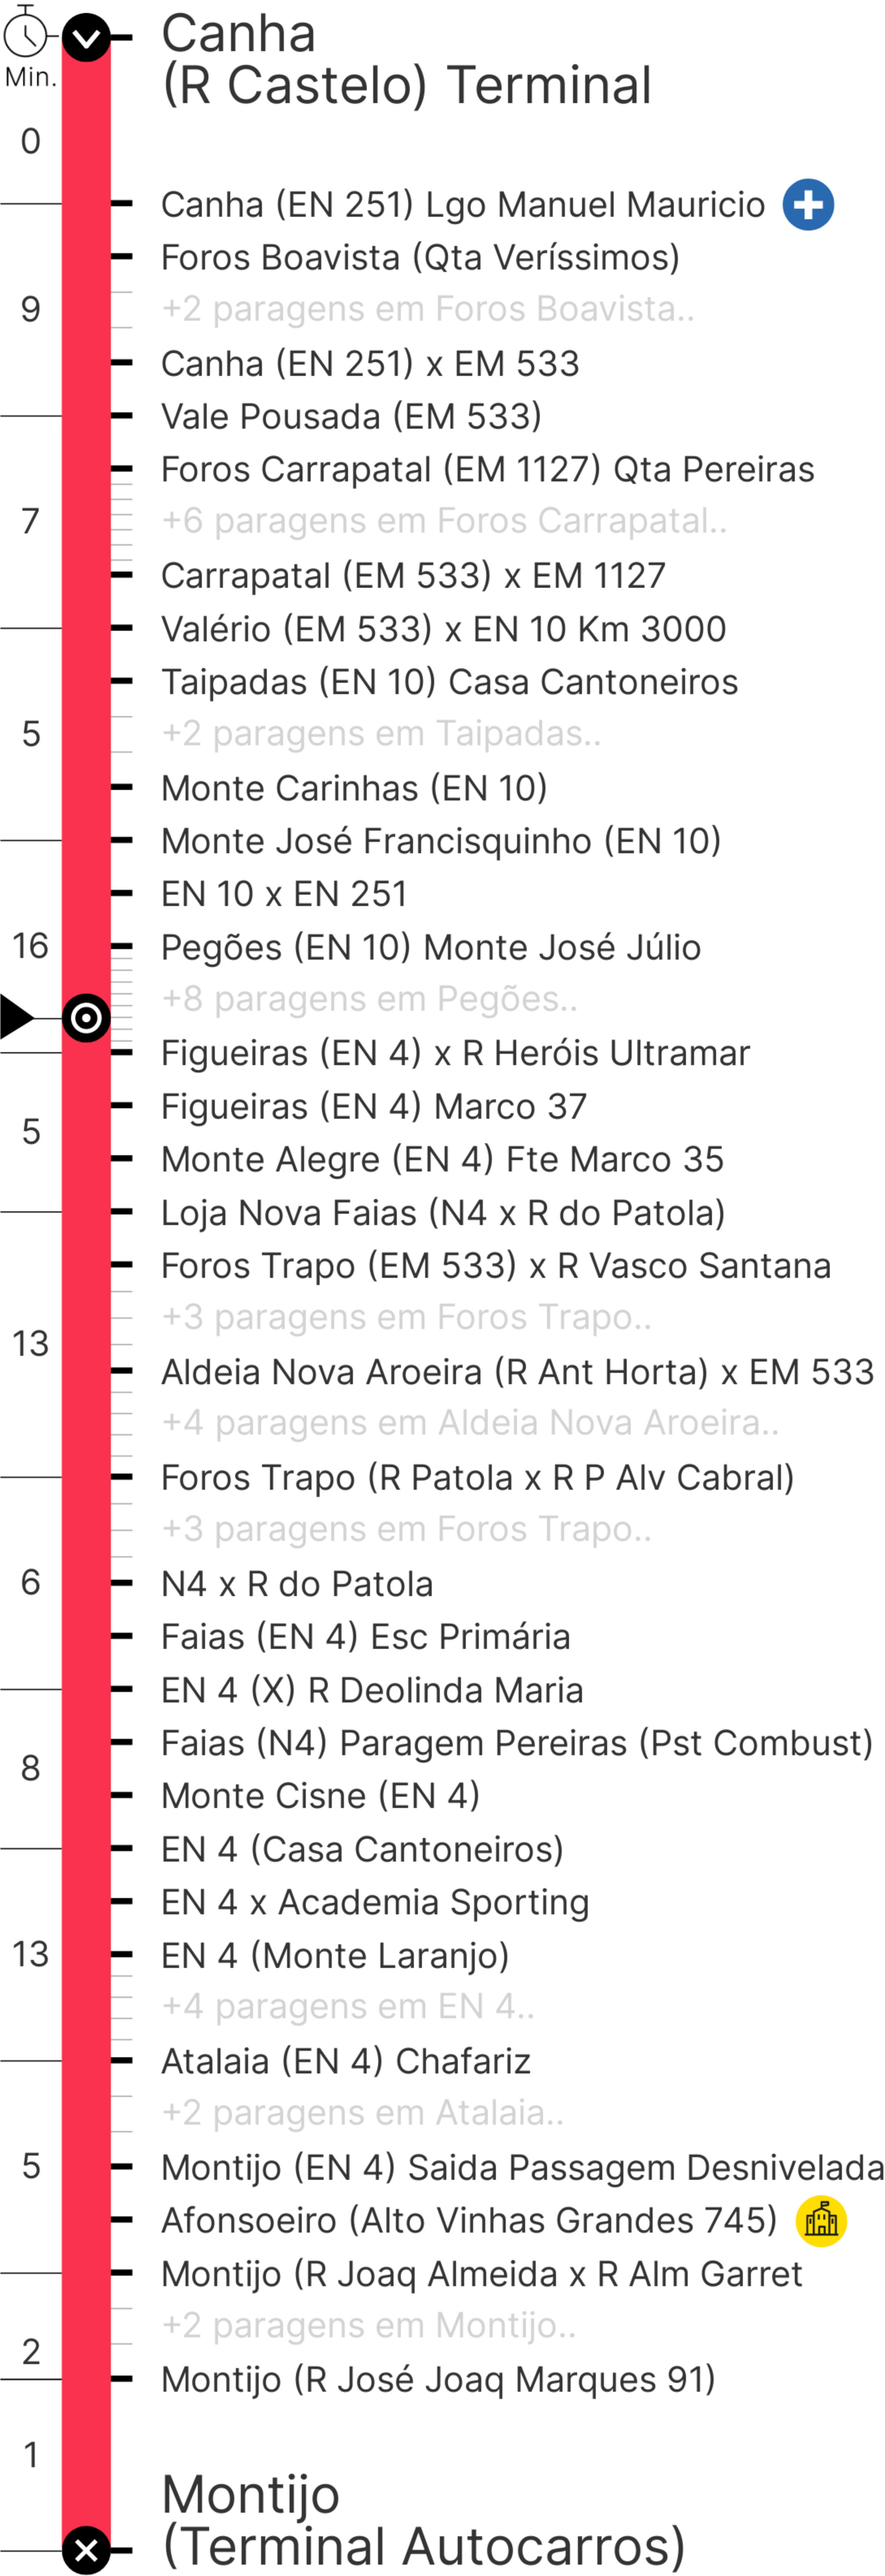 Canha
(R Castelo) Terminal
Min.
0
Canha (EN 251) Lgo Manuel Mauricio
Foros Boavista (Qta Veríssimos)
9
+2 paragens em Foros Boavista..
Canha (EN 251) x EM 533
Vale Pousada (EM 533)
Foros Carrapatal (EM 1127) Qta Pereiras
7
+6 paragens em Foros Carrapatal..
Carrapatal (EM 533) x EM 1127
Valério (EM 533) x EN 10 Km 3000
Taipadas (EN 10) Casa Cantoneiros
5
+2 paragens em Taipadas..
Monte Carinhas (EN 10)
Monte José Francisquinho (EN 10)
EN 10 x EN 251
16
Pegões (EN 10) Monte José Júlio
+8 paragens em Pegões..
Figueiras (EN 4) x R Heróis Ultramar
Figueiras (EN 4) Marco 37
5
Monte Alegre (EN 4) Fte Marco 35
Loja Nova Faias (N4 x R do Patola)
Foros Trapo (EM 533) x R Vasco Santana
+3 paragens em Foros Trapo..
13
Aldeia Nova Aroeira (R Ant Horta) x EM 533
+4 paragens em Aldeia Nova Aroeira..
Foros Trapo (R Patola x R P Alv Cabral)
+3 paragens em Foros Trapo..
6
N4 x R do Patola
Faias (EN 4) Esc Primária
EN 4 (X) R Deolinda Maria
Faias (N4) Paragem Pereiras (Pst Combust)
8
Monte Cisne (EN 4)
EN 4 (Casa Cantoneiros)
EN 4 x Academia Sporting
13
EN 4 (Monte Laranjo)
+4 paragens em EN 4..
Atalaia (EN 4) Chafariz
+2 paragens em Atalaia..
5
Montijo (EN 4) Saida Passagem Desnivelada
Afonsoeiro (Alto Vinhas Grandes 745)
Montijo (R Joaq Almeida x R Alm Garret
+2 paragens em Montijo..
2
Montijo (R José Joaq Marques 91)
1
Montijo
(Terminal Autocarros)